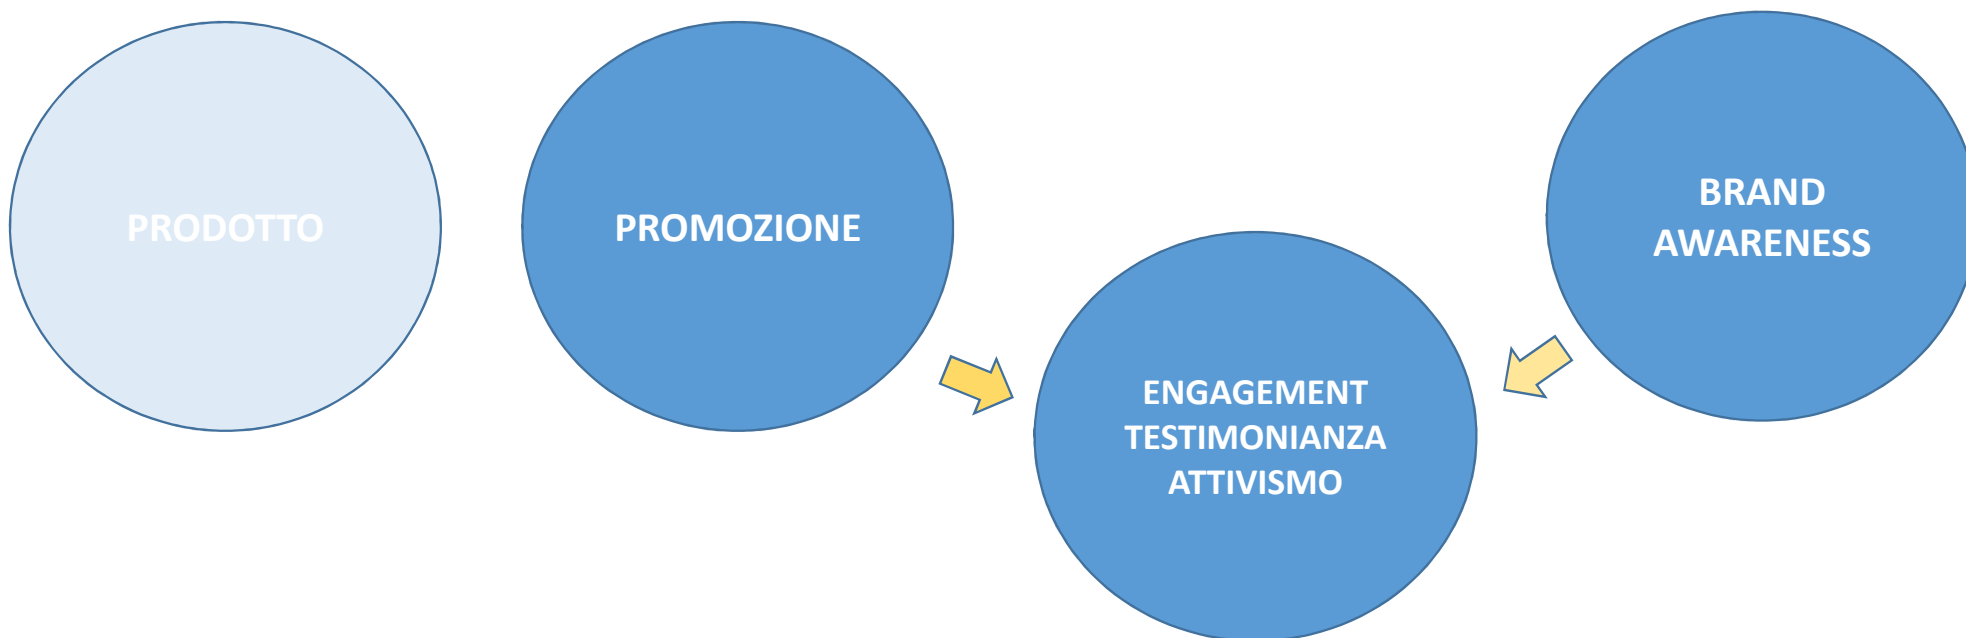 PRODOTTO
PROMOZIONE
ENGAGEMENT
TESTIMONIANZA
ATTIVISMO
BRAND
AWARENESS